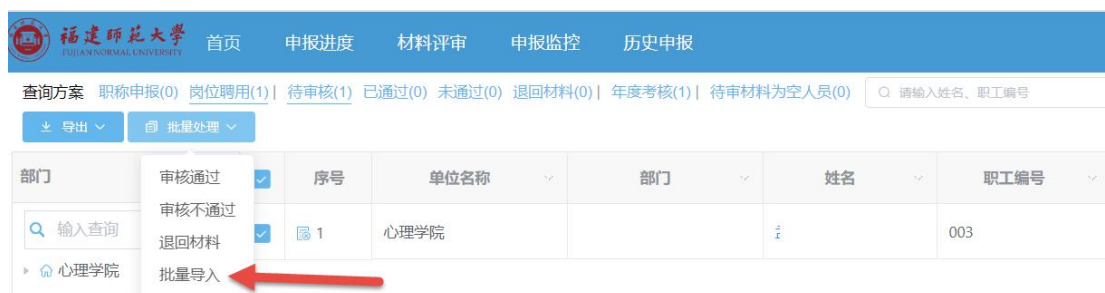 福建师范大学 首页 申报进度 材料评审 申报监控 历史申报
FUJIAN NORMAL UNIVERSITY
查询方案 职称申报(0) 岗位聘用(1)| 待审核(1) 已通过(0) 未通过(0) 退回材料(0)| 年度考核(1)| 待审材料为空人员(0) 请输入姓名、职工编号
导出 批量处理
部门 序号 单位名称 部门 姓名 职工编号
审核通过
审核不通过
输入查询 1 心理学院 003
退回材料
心理学院
批量导入